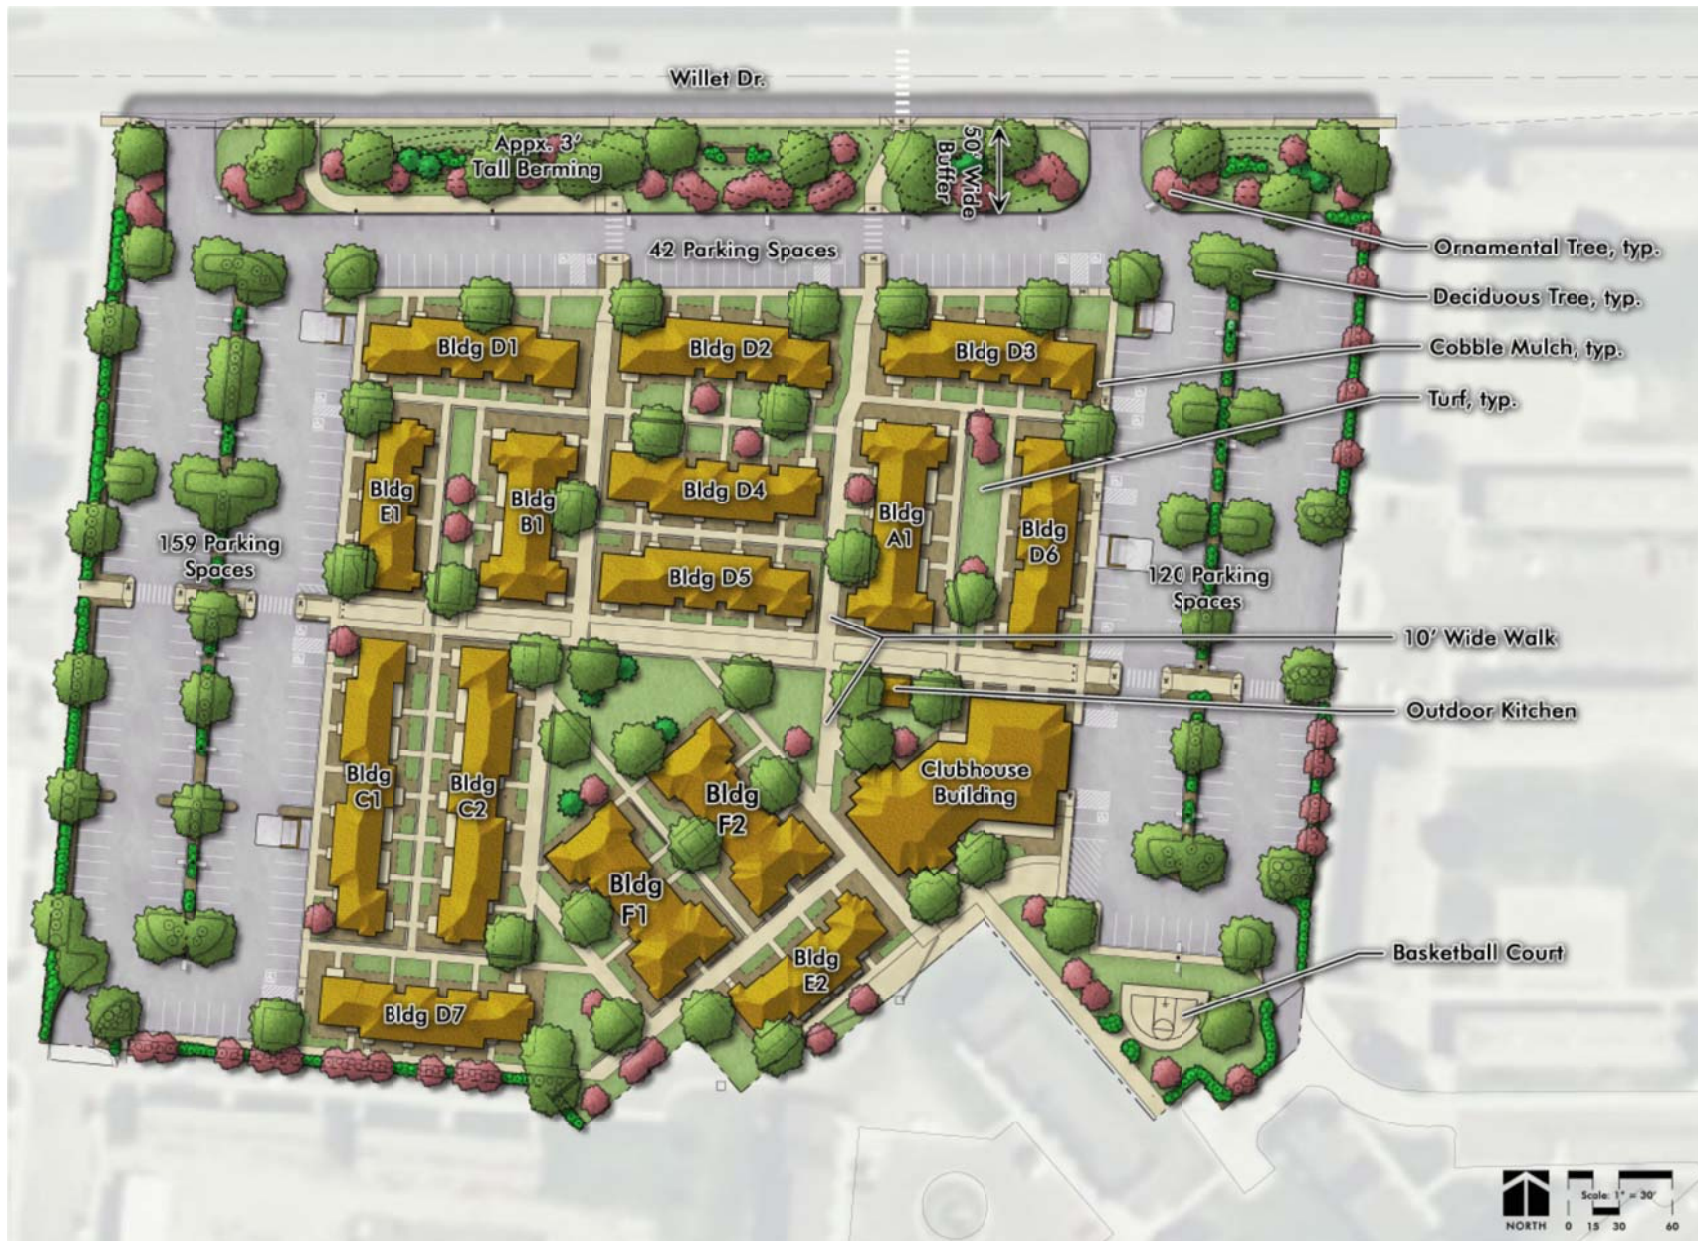 Willet Dr.
Appx. 3'
Tall Berming
50' Wide
Buffer
42 Parking Spaces
Ornamental Tree, typ.
Deciduous Tree, typ.
Cobble Mulch, typ.
Turf, typ.
Bldg D1
Bldg D2
Bldg D3
Bldg
E1
Bldg
B1
Bldg D4
Bldg
A1
Bldg
D6
159 Parking
Spaces
Bldg D5
120 Parking
Spaces
10' Wide Walk
Outdoor Kitchen
Bldg
C1
Bldg
C2
Bldg
F2
Clubhouse
Building
Bldg
F1
Bldg
E2
Basketball Court
Bldg D7
NORTH
Scale: 1" = 30'
0 15 30 60